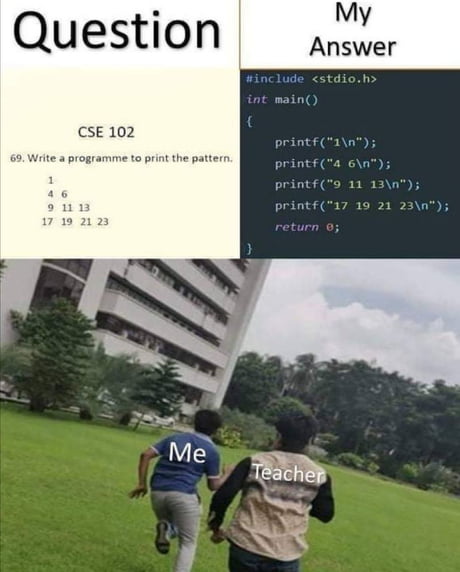 Question
My
Answer
CSE 102
69. Write a programme to print the pattern.
1
4 6
9 11 13
17 19 21 23
#include <stdio.h>
int main()
{
printf("1\n");
printf("4 6\n");
printf("9 11 13\n");
printf("17 19 21 23\n");
return 0;
}
Me
Teacher